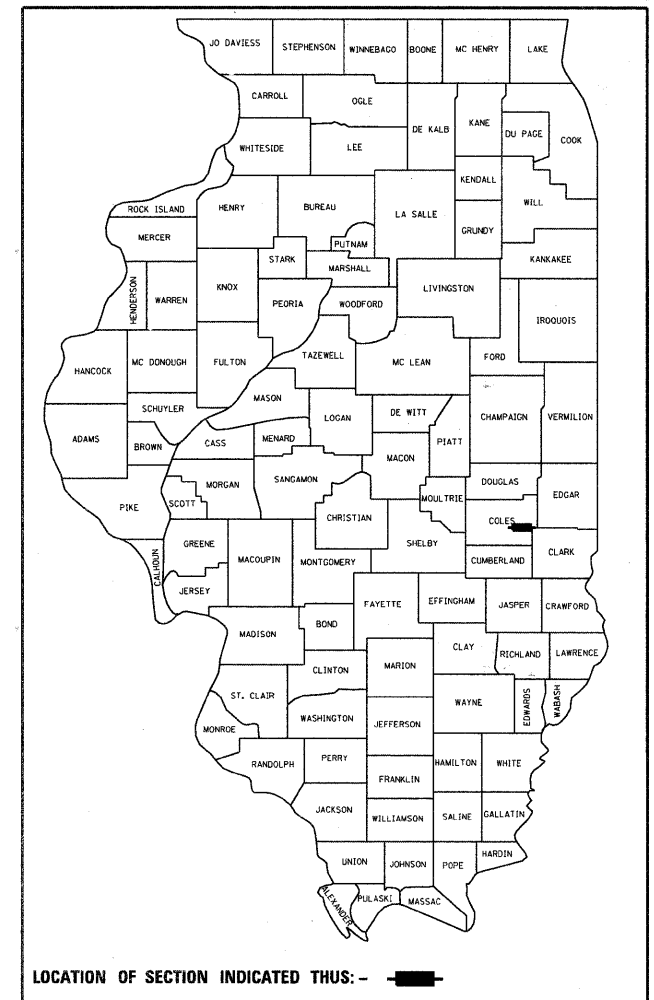 JO DAVIESS
STEPHENSON
WINNEBAGO
BOONE
MC HENRY
LAKE
CARROLL
OGLE
DE KALB
KANE
DU PAGE
COOK
WHITESIDE
LEE
KENDALL
ROCK ISLAND
HENRY
BUREAU
LA SALLE
GRUNDY
WILL
MERCER
PUTNAM
STARK
MARSHALL
KANKAKEE
HENDERSON
WARREN
KNOX
PEORIA
WOODFORD
LIVINGSTON
IROQUOIS
HANCOCK
MC DONOUGH
FULTON
TAZEWELL
MC LEAN
FORD
MASON
SCHUYLER
LOGAN
DE WITT
CHAMPAIGN
VERMILION
ADAMS
BROWN
CASS
MENARD
MACON
PIATT
PIKE
SCOTT
MORGAN
SANGAMON
CHRISTIAN
MOULTRIE
DOUGLAS
EDGAR
COLES
CALHOUN
GREENE
MACOUPIN
MONTGOMERY
SHELBY
CUMBERLAND
CLARK
JERSEY
FAYETTE
EFFINGHAM
JASPER
CRAWFORD
MADISON
BOND
CLAY
RICHLAND
LAWRENCE
CLINTON
MARION
ST. CLAIR
WAYNE
EDWARDS
WABASH
MONROE
WASHINGTON
JEFFERSON
RANDOLPH
PERRY
FRANKLIN
HAMILTON
WHITE
JACKSON
WILLIAMSON
SALINE
GALLATIN
UNION
JOHNSON
POPE
HARDIN
ALEXANDER
PULASKI
MASSAC
LOCATION OF SECTION INDICATED THUS: -